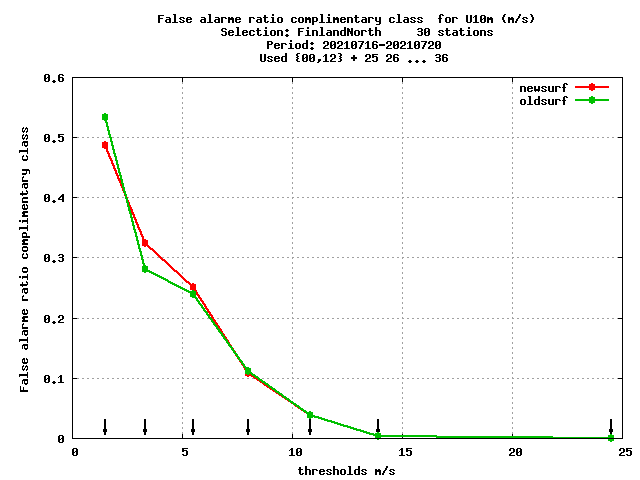 False alarme ratio complimentary class  for U10m (m/s)
Selection: FinlandNorth     30 stations
Period: 20210716-20210720
Used {00,12} + 25 26 ... 36
newsurf
oldsurf
False alarme ratio complimentary class
0.6
0.5
0.4
0.3
0.2
0.1
0
0 5 10 15 20 25
thresholds m/s